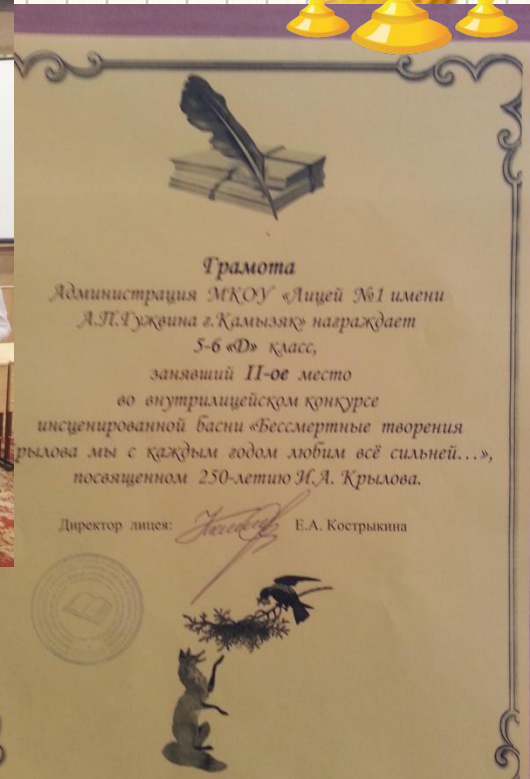 Грамота
Администрация МКОУ «Лицей №1 имени
А.П.Гужвина г.Камызяк» награждает
5-6 «D» класс,
занявший II-ое место
во внутрилицейском конкурсе
инсценированной басни «Бессмертные творения
рылова мы с каждым годом любим всё сильней...»,
посвященном 250-летию И.А. Крылова.
Директор лицея: Е.А. Кострыкина